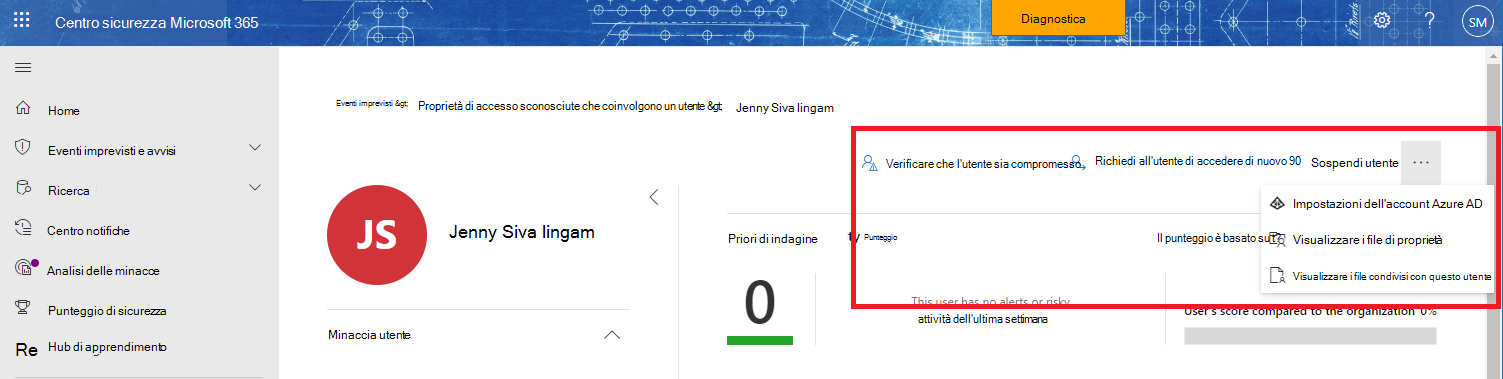 Centro sicurezza Microsoft 365
Diagnostica
?
SM
Home
Eventi imprevisti e avvisi
Ricerca
Centro notifiche
Analisi delle minacce
Punteggio di sicurezza
Re Hub di apprendimento
Eventi imprevisti &gt; Proprietà di accesso sconosciute che coinvolgono un utente &gt; Jenny Siva lingam
Verificare che l'utente sia compromesso
Richiedi all'utente di accedere di nuovo 90
Sospendi utente
...
Impostazioni dell'account Azure AD
Visualizzare i file di proprietà
Visualizzare i file condivisi con questo utente
JS
Jenny Siva lingam
Minaccia utente
Priori di indagine
ty Punteggio
Il punteggio è basato su
0
This user has no alerts or risky
attività dell'ultima settimana
User's score compared to the organization 0%